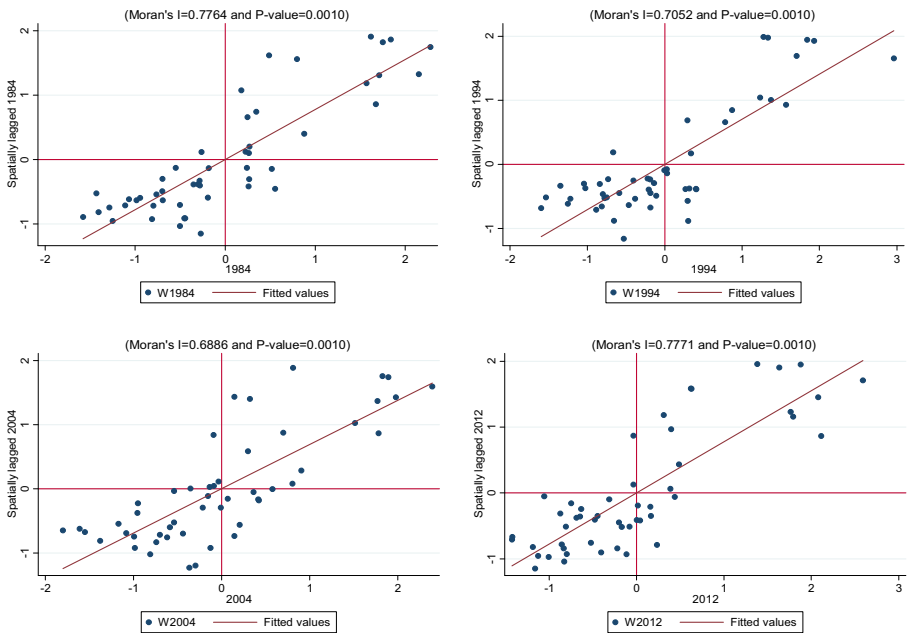 (Moran's I=0.7764 and P-value=0.0010)
Spatially lagged 1984
2
1
0
-1
-2
-1
0
1
2
1984
W1984
Fitted values
(Moran's I=0.7052 and P-value=0.0010)
Spatially lagged 1994
2
1
0
-1
-2
-1
0
1
2
3
1994
W1994
Fitted values
(Moran's I=0.6886 and P-value=0.0010)
Spatially lagged 2004
2
1
0
-1
-2
-1
0
1
2
2004
W2004
Fitted values
(Moran's I=0.7771 and P-value=0.0010)
Spatially lagged 2012
2
1
0
-1
-1
0
1
2
3
2012
W2012
Fitted values